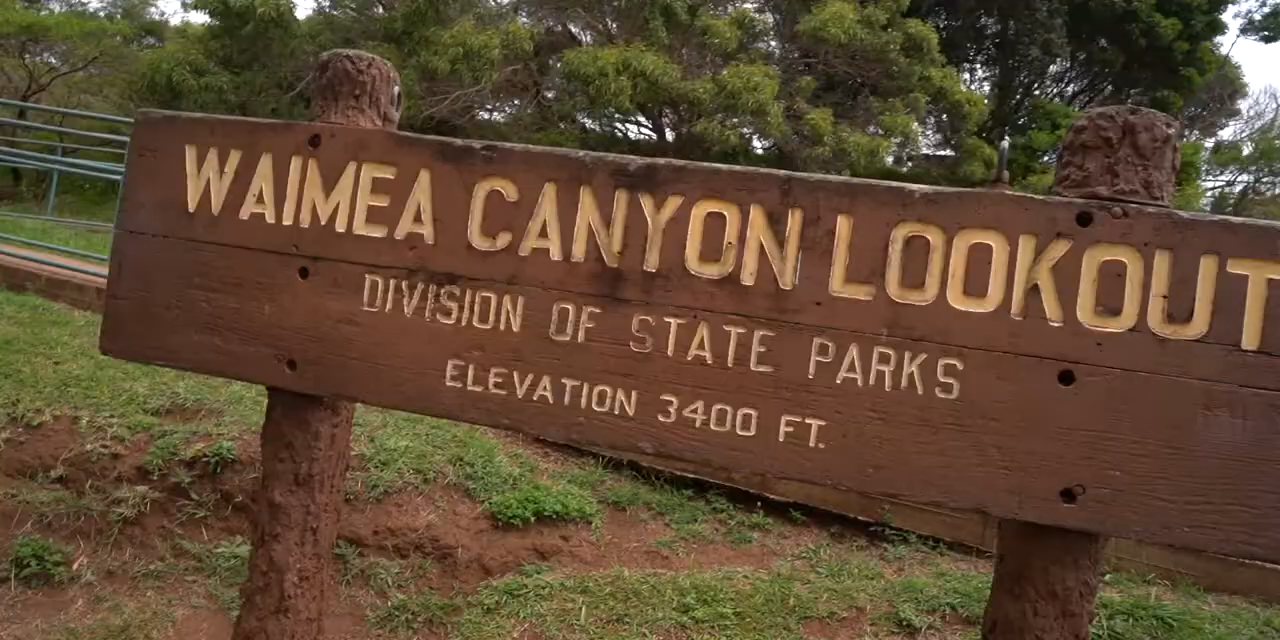 WAIMEA CANYON LOOKOUT
DIVISION OF STATE PARKS
ELEVATION 3400 FT.